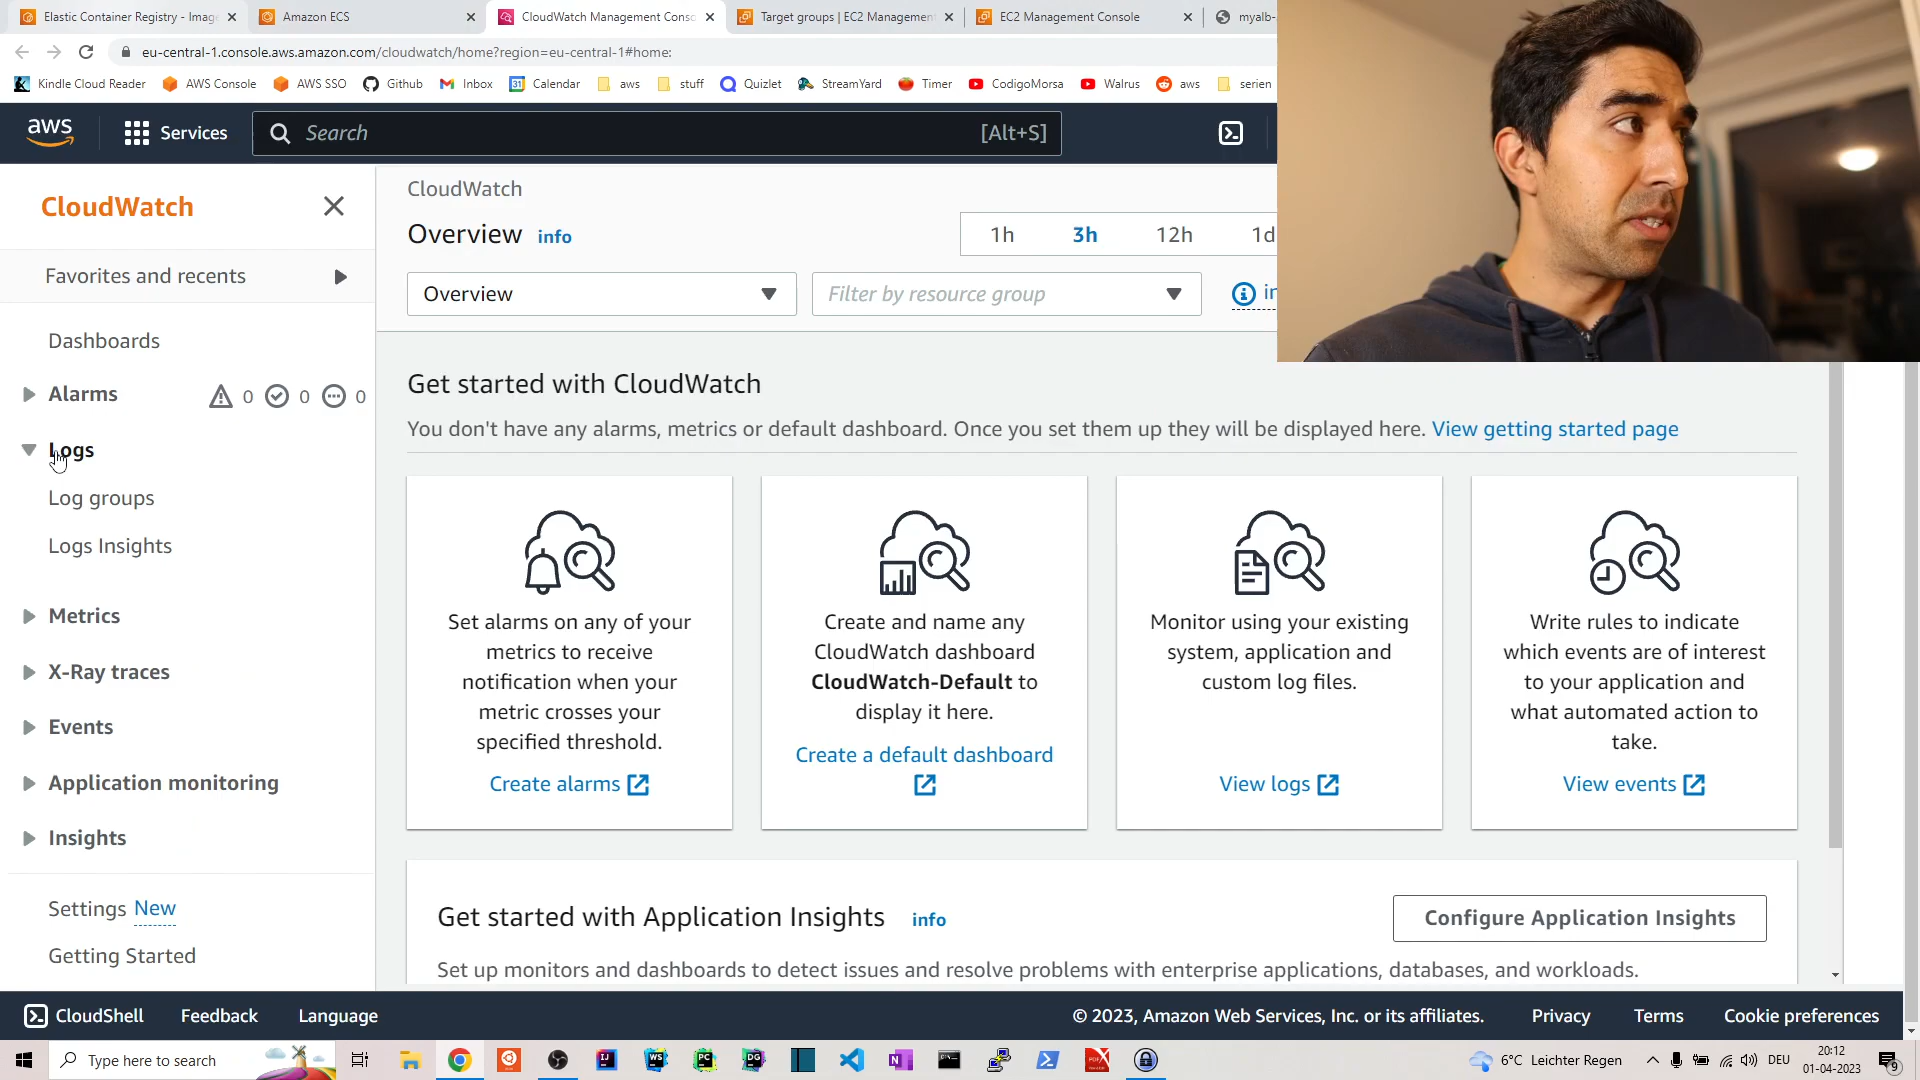 Elastic Container Registry - Imag
Amazon ECS
CloudWatch Management Conso
Target groups | EC2 Management
EC2 Management Console
myalb-
eu-central-1.console.aws.amazon.com/cloudwatch/home?region=eu-central-1#home:
Kindle Cloud Reader
AWS Console
AWS SSO
Github
Inbox
Calendar
aws
stuff
Quizlet
StreamYard
Timer
CodigoMorsa
Walrus
aws
serien
aws
Services
Search
[Alt+S]
CloudWatch
Favorites and recents
Dashboards
Alarms
0
0
0
Logs
Log groups
Logs Insights
Metrics
X-Ray traces
Events
Application monitoring
Insights
Settings New
Getting Started
CloudWatch
Overview info
1h
3h
12h
1d
Overview
Filter by resource group
Get started with CloudWatch
You don't have any alarms, metrics or default dashboard. Once you set them up they will be displayed here. View getting started page
Set alarms on any of your
metrics to receive
notification when your
metric crosses your
specified threshold.
Create alarms
Create and name any
CloudWatch dashboard
CloudWatch-Default to
display it here.
Create a default dashboard
Monitor using your existing
system, application and
custom log files.
View logs
Write rules to indicate
which events are of interest
to your application and
what automated action to
take.
View events
Get started with Application Insights info
Configure Application Insights
Set up monitors and dashboards to detect issues and resolve problems with enterprise applications, databases, and workloads.
CloudShell
Feedback
Language
© 2023, Amazon Web Services, Inc. or its affiliates.
Privacy
Terms
Cookie preferences
Type here to search
6°C Leichter Regen
DEU
20:12
01-04-2023
9